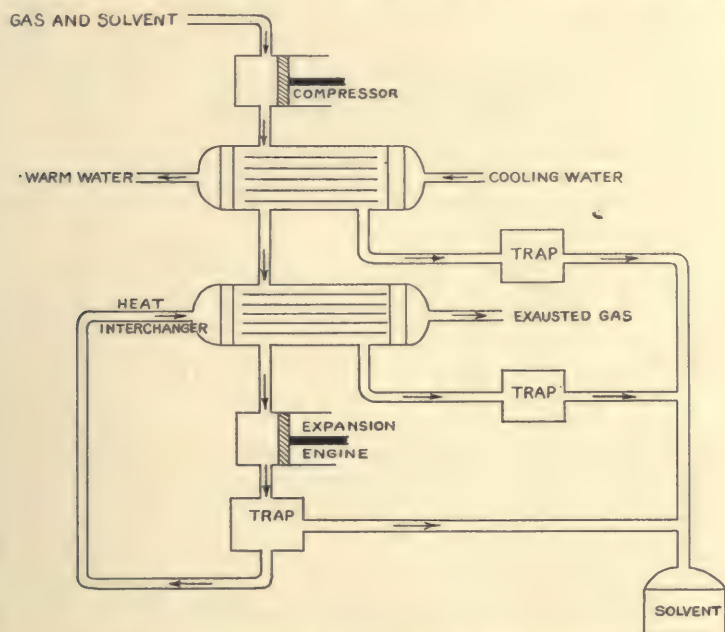 GAS AND SOLVENT
COMPRESSOR
WARM WATER
COOLING WATER
TRAP
HEAT
INTERCHANGER
EXAUSTED GAS
TRAP
EXPANSION
ENGINE
TRAP
SOLVENT